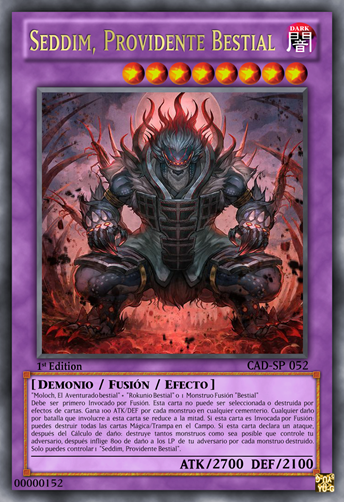 SEDDIM, PROVIDENTE BESTIAL
DARK
闇
1st Edition
CAD-SP 052
[ DEMONIO / FUSIÓN / EFECTO ]
"Moloch, El Aventurado bestial" + "Rokunio Bestial" o 1 Monstruo Fusión "Bestial"
Debe ser primero Invocado por Fusión. Esta carta no puede ser seleccionada o destruida por
efectos de cartas. Gana 100 ATK/DEF por cada monstruo en cualquier cementerio. Cualquier daño
por batalla que involucre a esta carta se reduce a la mitad. Si esta carta es Invocada por Fusión:
puedes destruir todas las cartas Mágica/Trampa en el Campo. Si esta carta declara un ataque,
después del Cálculo de daño: destruye tantos monstruos como sea posible que controle tu
adversario, después inflige 800 de daño a los LP de tu adversario por cada monstruo destruido.
Solo puedes controlar 1 "Seddim, Providente Bestial".
ATK/2700 DEF/2100
00000152